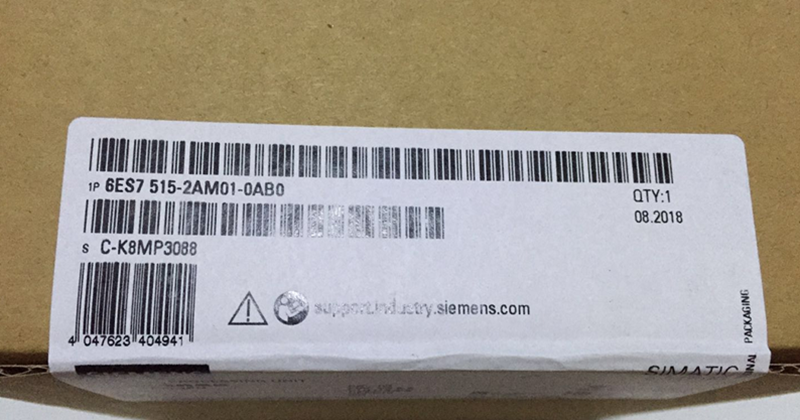 1P 6ES7 515-2AM01-0AB0
QTY:1
08.2018
S C-K8MP3088
4 047623 404941
support.industry.siemens.com
SIMATIC
PACKAGING